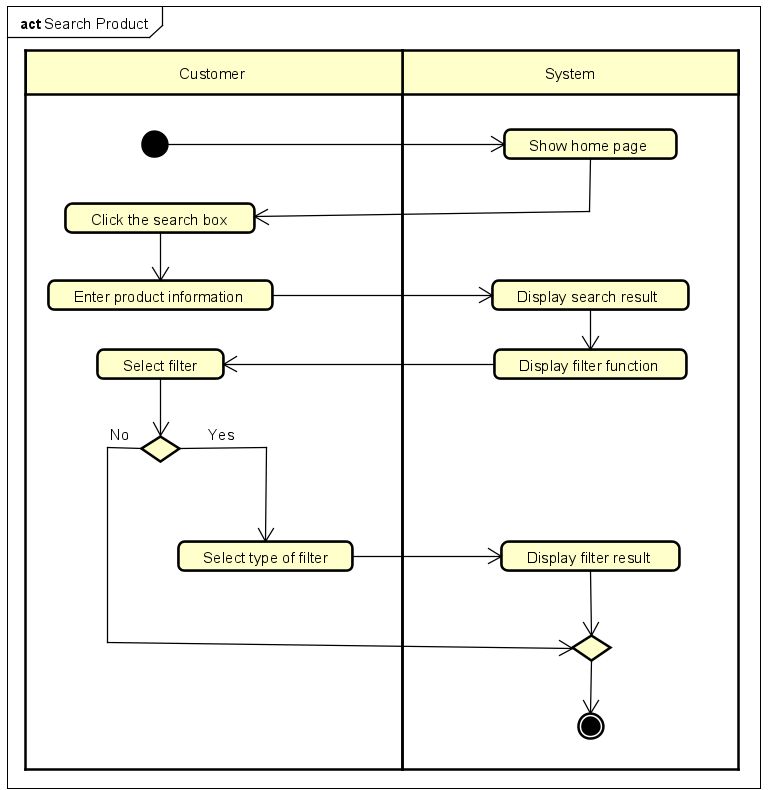 act Search Product
Customer
System
Show home page
Click the search box
Enter product information
Display search result
Select filter
Display filter function
No
Yes
Select type of filter
Display filter result